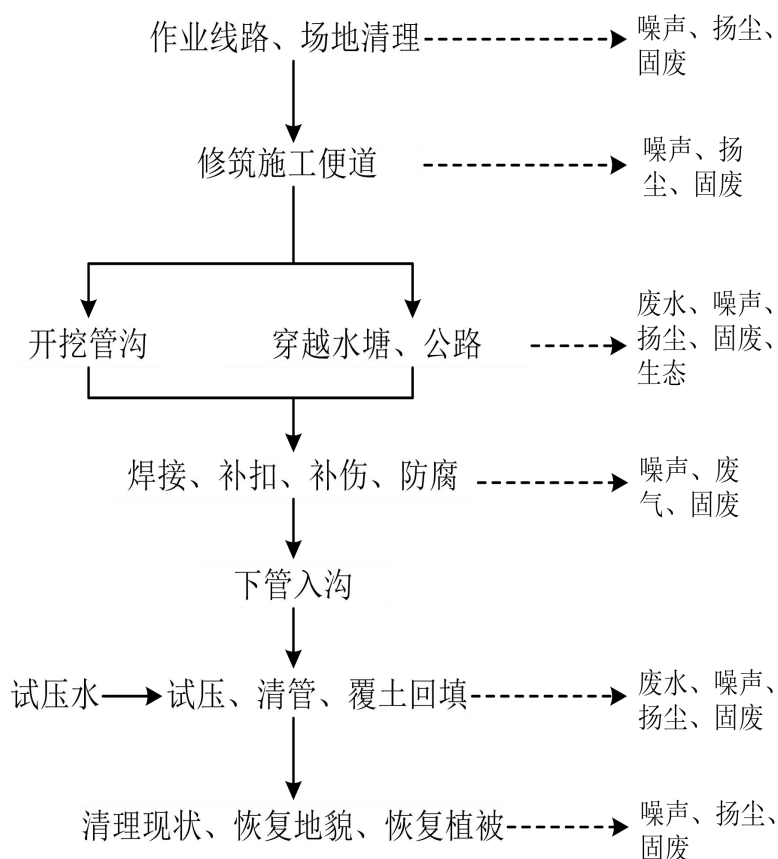 作业线路、场地清理
噪声、扬尘、
固废
修筑施工便道
噪声、扬
尘、固废
开挖管沟
穿越水塘、公路
废水、噪声、
扬尘、固废、
生态
焊接、补扣、补伤、防腐
噪声、废
气、固废
下管入沟
试压水
试压、清管、覆土回填
废水、噪声、
扬尘、固废
清理现状、恢复地貌、恢复植被
噪声、扬尘、
固废